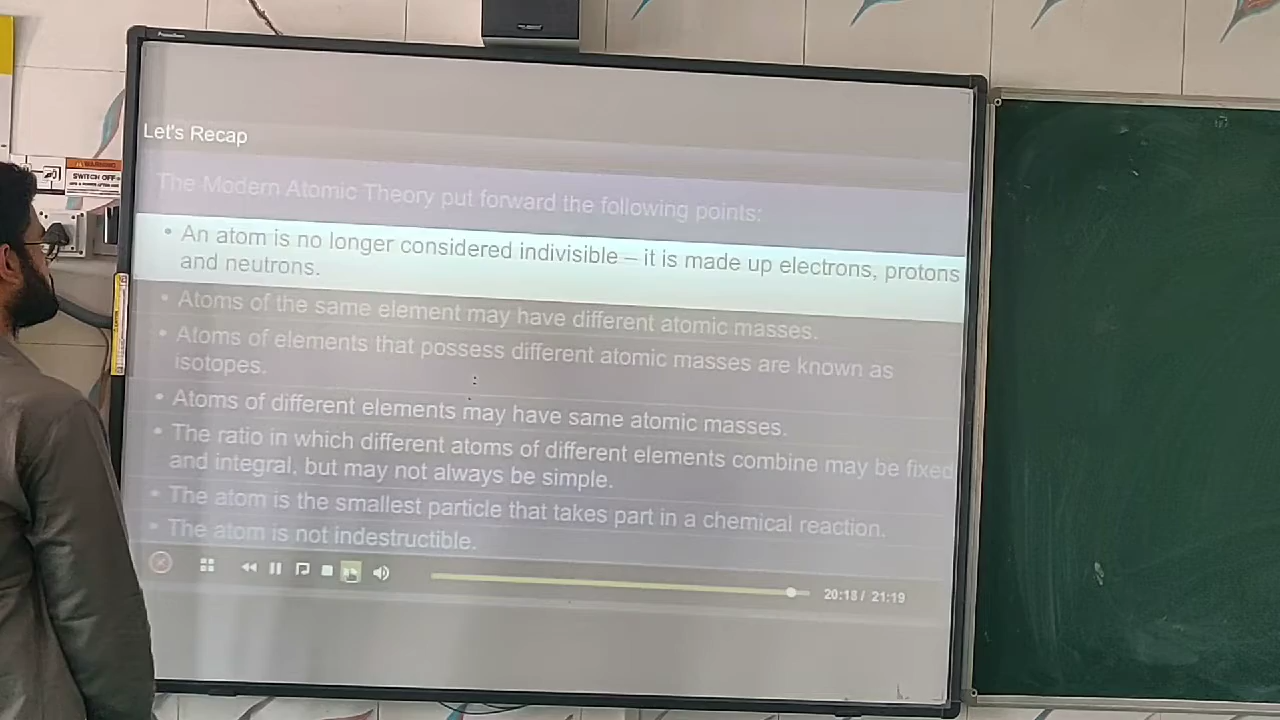 Let's Recap
WARNING
SWITCH OFF
The Modern Atomic Theory put forward the following points:
• An atom is no longer considered indivisible – it is made up electrons, protons
and neutrons.
• Atoms of the same element may have different atomic masses.
• Atoms of elements that possess different atomic masses are known as
isotopes.
• Atoms of different elements may have same atomic masses.
• The ratio in which different atoms of different elements combine may be fixed
and integral, but may not always be simple.
• The atom is the smallest particle that takes part in a chemical reaction.
• The atom is not indestructible.
20:18 / 21:19